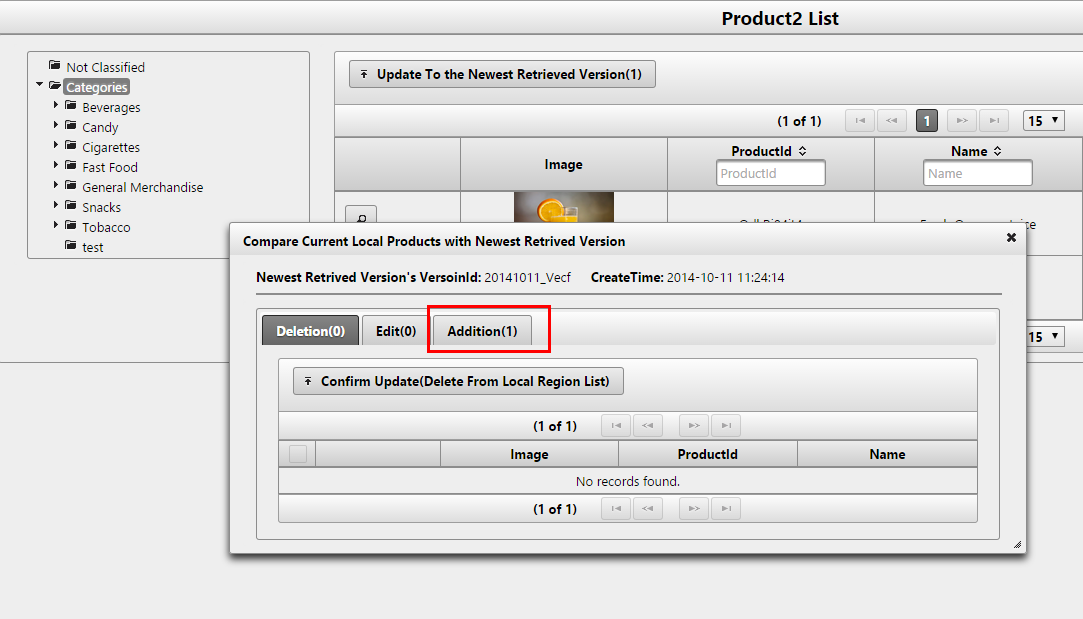 Product2 List
Not Classified
Categories
Beverages
Candy
Cigarettes
Fast Food
General Merchandise
Snacks
Tobacco
test
Update To the Newest Retrieved Version(1)
(1 of 1) 1 15
Image ProductId Name
ProductId Name
Compare Current Local Products with Newest Retrived Version
Newest Retrived Version's VersoinId: 20141011_Vecf CreateTime: 2014-10-11 11:24:14
Deletion(0) Edit(0) Addition(1)
15
Confirm Update(Delete From Local Region List)
(1 of 1)
Image ProductId Name
No records found.
(1 of 1)